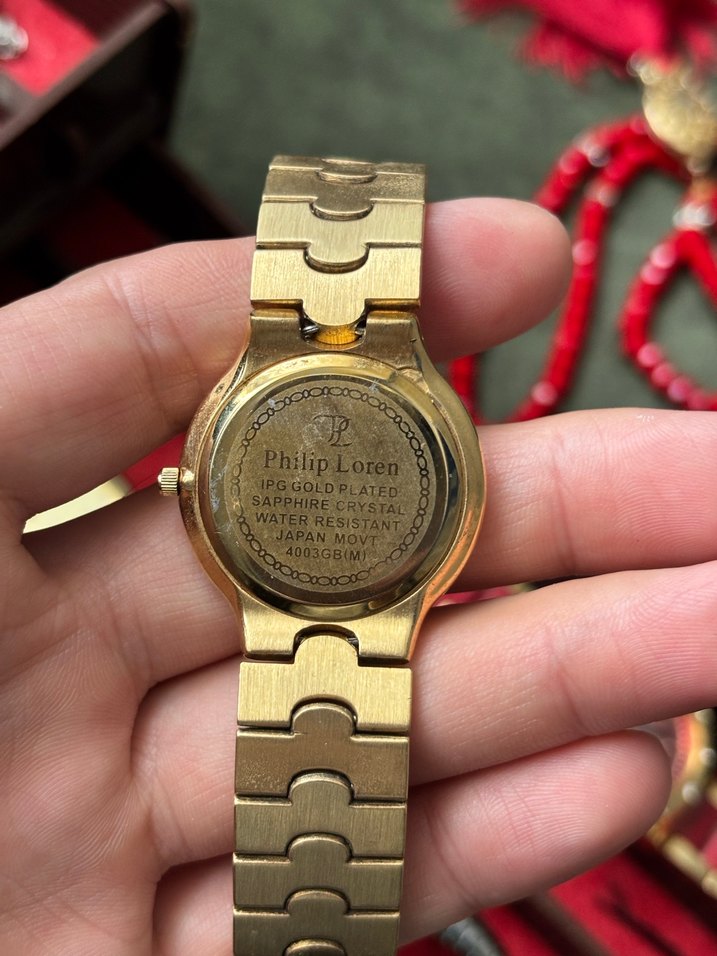 PL
Philip Loren
IPG GOLD PLATED
SAPPHIRE CRYSTAL
WATER RESISTANT
JAPAN MOVT
4003GB(M)